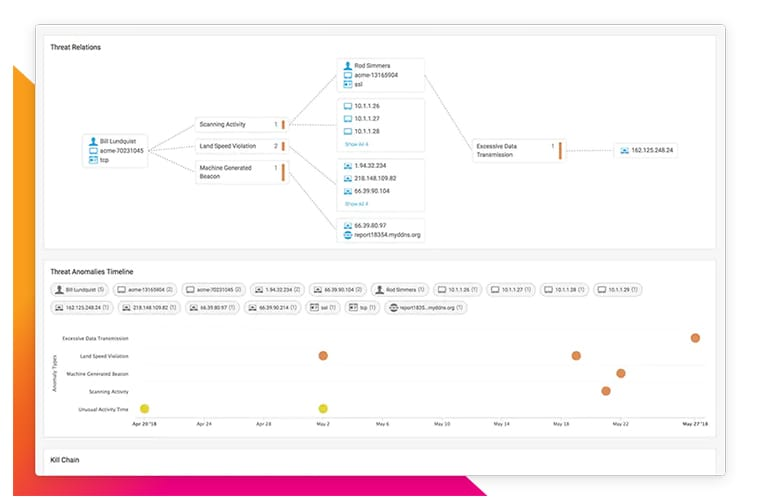 Threat Relations
Rod Simmers
acme-13165904
ssl
10.1.1.26
10.1.1.27
10.1.1.28
Show All 4
Bill Lundquist
acme-70231045
tcp
Scanning Activity 1
Land Speed Violation 2
Machine Generated
Beacon
1
Excessive Data
Transmission
1
162.125.248.24
1.94.32.234
218.148.109.82
66.39.90.104
Show All 4
66.39.80.97
report18354.myddns.org
Threat Anomalies Timeline
Bill Lundquist (5) acme-13165904 (2) acme-70231045 (2) 1.94.32.234 (2) 66.39.90.104 (2) Rod Simmers (1) 10.1.1.26 (1) 10.1.1.27 (1) 10.1.1.28 (1) 10.1.1.29 (1)
162.125.248.24 (1) 218.148.109.82 (1) 66.39.80.97 (1) 66.39.90.214 (1) ssl (1) tcp (1) report1835...myddns.org (1)
Anomaly Types
Excessive Data Transmission
Land Speed Violation
Machine Generated Beacon
Scanning Activity
Unusual Activity Time
Apr 20 '18 Apr 24 Apr 28 May 2 May 6 May 10 May 14 May 18 May 22 May 27 '18
Kill Chain